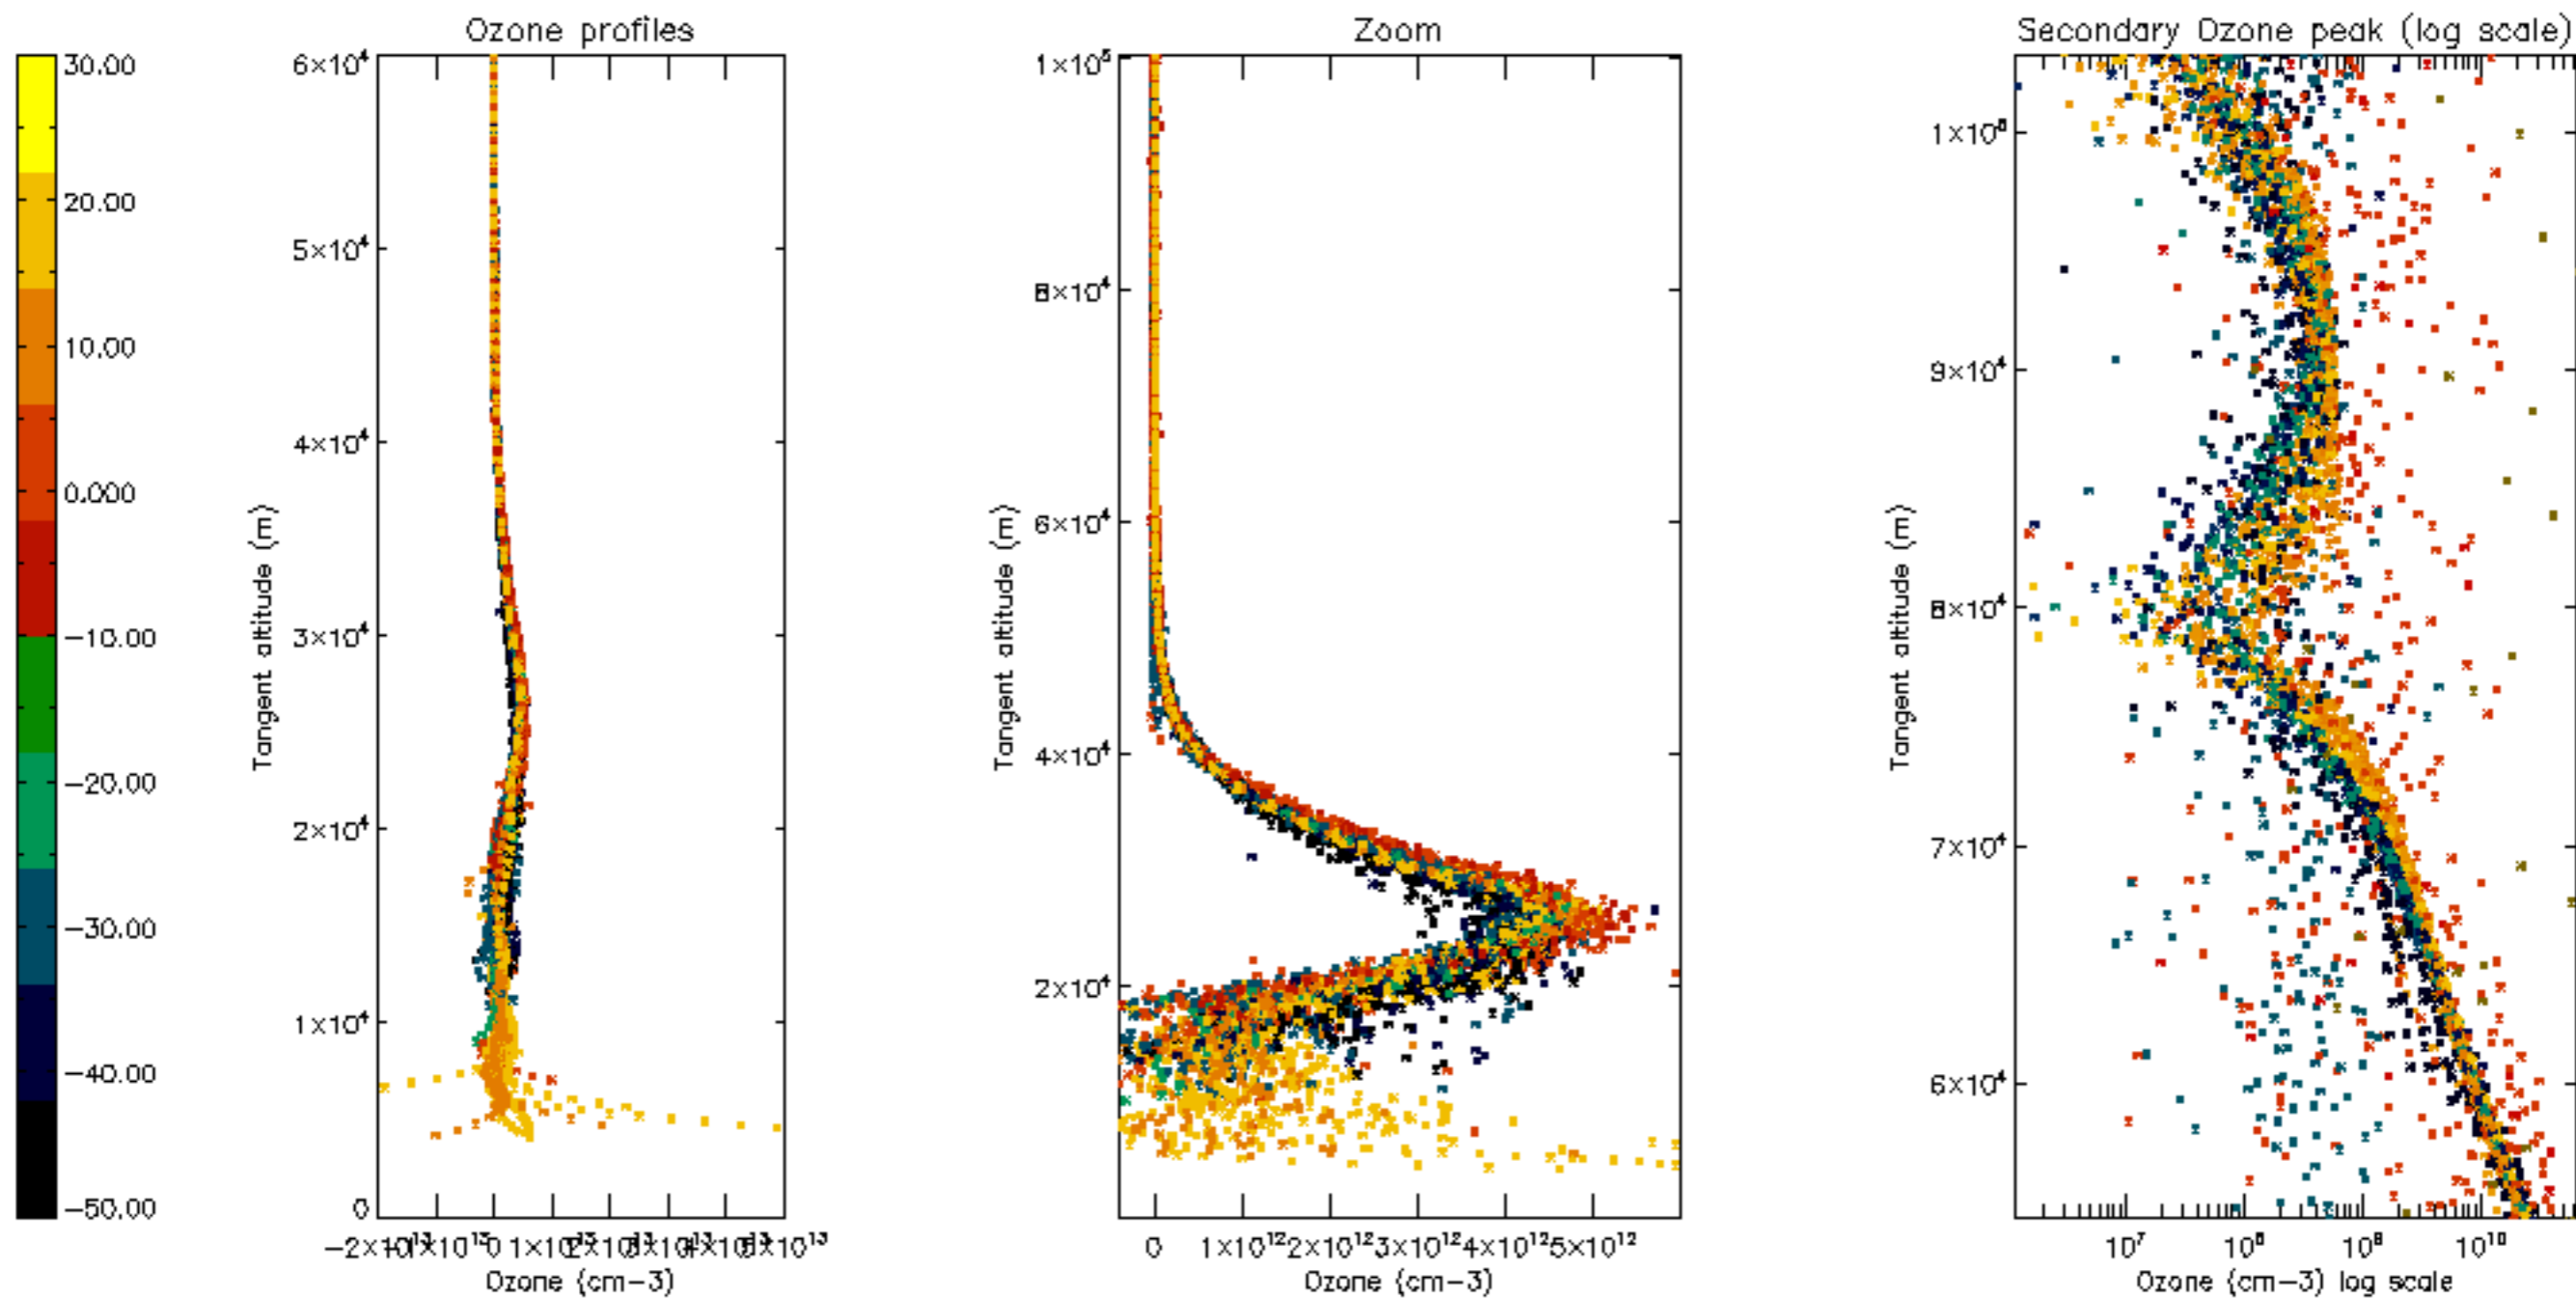 Ozone profiles
Zoom
Secondary Ozone peak (log scale)
30.00
20.00
10.00
0.000
−10.00
−20.00
−30.00
−40.00
−50.00
Tangent altitude (m)
6×10⁴
5×10⁴
4×10⁴
3×10⁴
2×10⁴
1×10⁴
0
Ozone (cm−3)
Tangent altitude (m)
1×10⁵
8×10⁴
6×10⁴
4×10⁴
2×10⁴
0 1×10¹² 2×10¹² 3×10¹² 4×10¹² 5×10¹²
Ozone (cm−3)
Tangent altitude (m)
9×10⁴
8×10⁴
7×10⁴
6×10⁴
10⁷ 10⁸ 10⁹ 10¹⁰
Ozone (cm−3) log scale